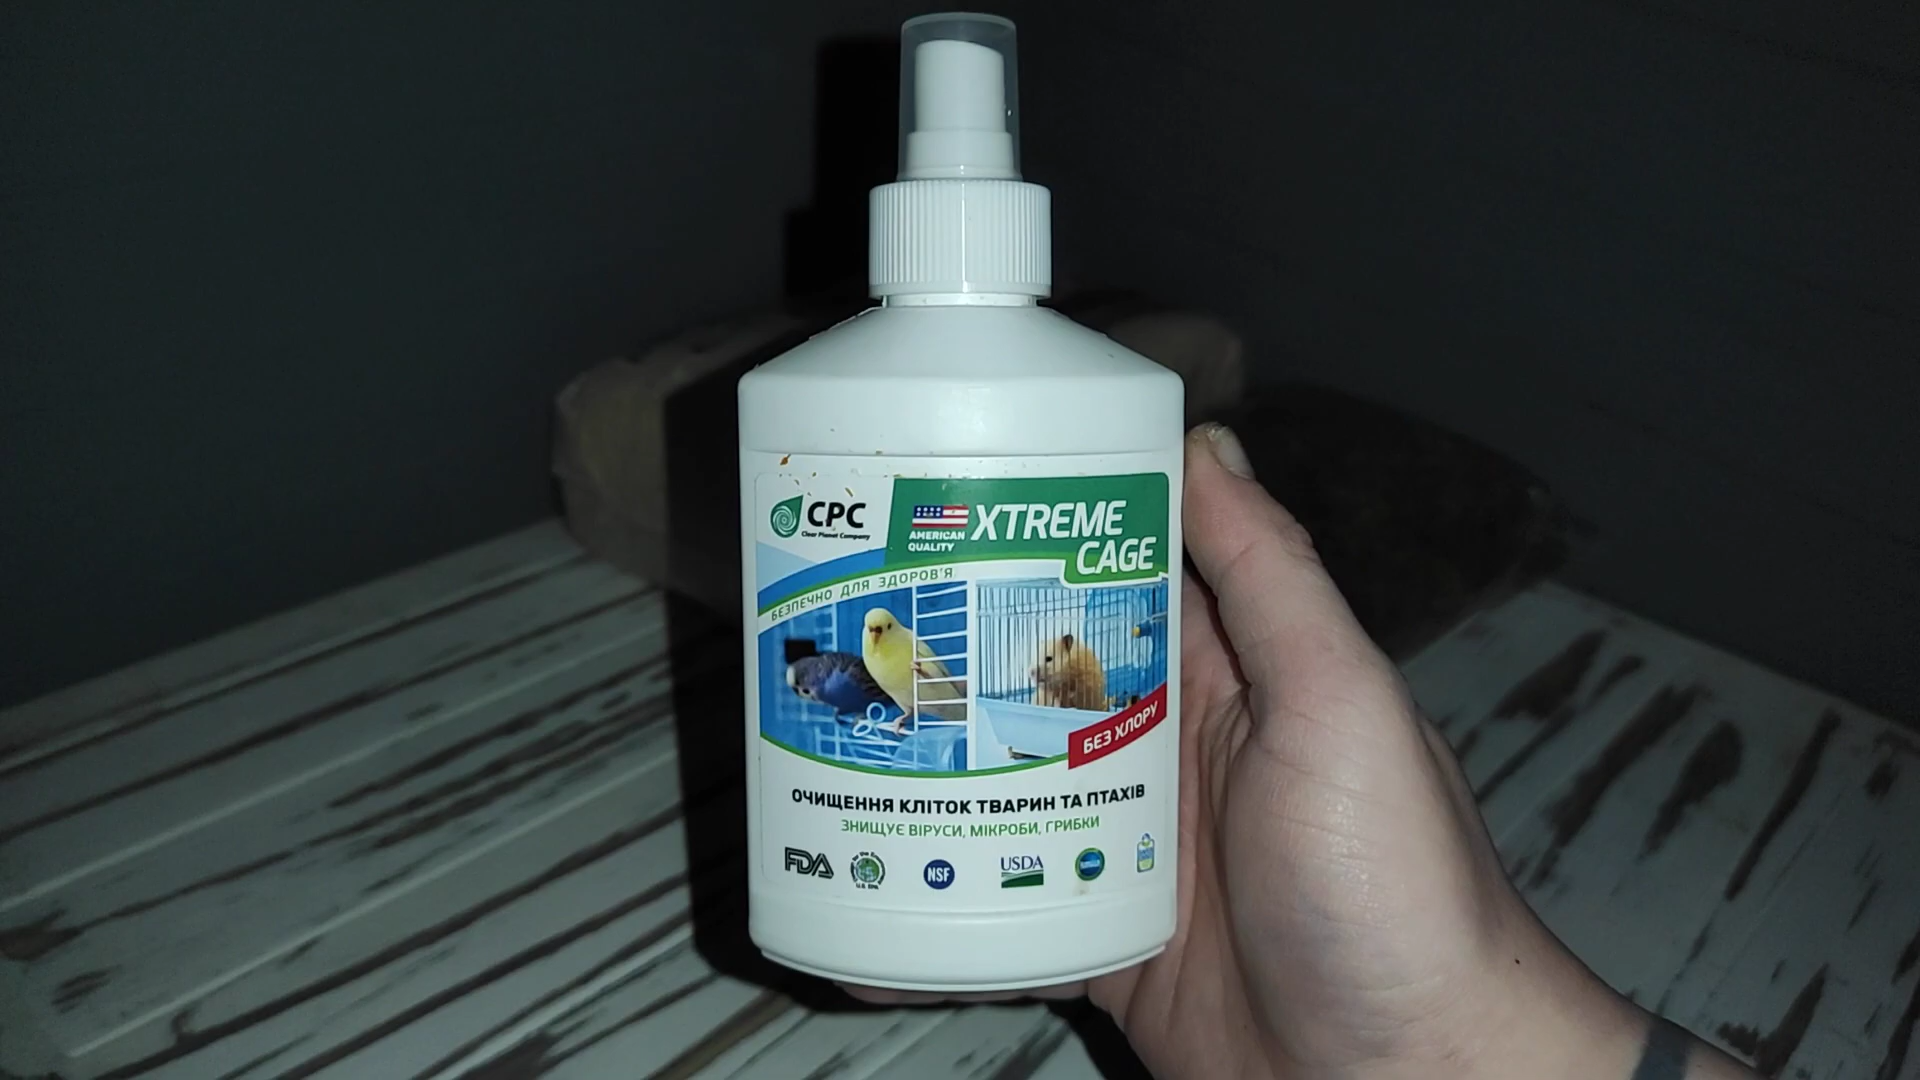 CPC
Clear Planet Company
AMERICAN
QUALITY
XTREME
CAGE
БЕЗПЕЧНО ДЛЯ ЗДОРОВ'Я
БЕЗ ХЛОРУ
ОЧИЩЕННЯ КЛІТОК ТВАРИН ТА ПТАХІВ
ЗНИЩУЄ ВІРУСИ, МІКРОБИ, ГРИБКИ
FDA
U.S. EPA
NSF
USDA